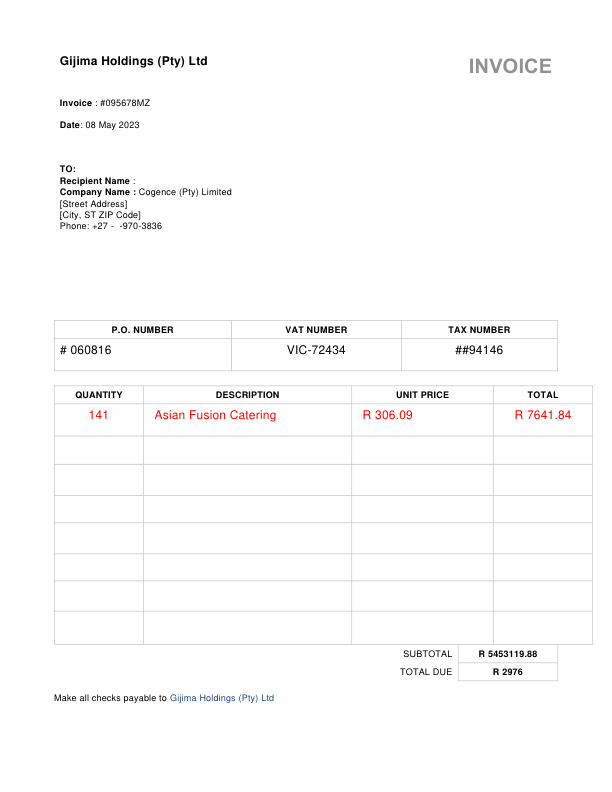 Gijima Holdings (Pty) Ltd
INVOICE
Invoice : #095678MZ
Date: 08 May 2023
TO:
Recipient Name :
Company Name : Cogence (Pty) Limited
[Street Address]
[City, ST ZIP Code]
Phone: +27 -  -970-3836
P.O. NUMBER VAT NUMBER TAX NUMBER
# 060816 VIC-72434 ##94146
QUANTITY DESCRIPTION UNIT PRICE TOTAL
141 Asian Fusion Catering R 306.09 R 7641.84
SUBTOTAL R 5453119.88
TOTAL DUE R 2976
Make all checks payable to Gijima Holdings (Pty) Ltd